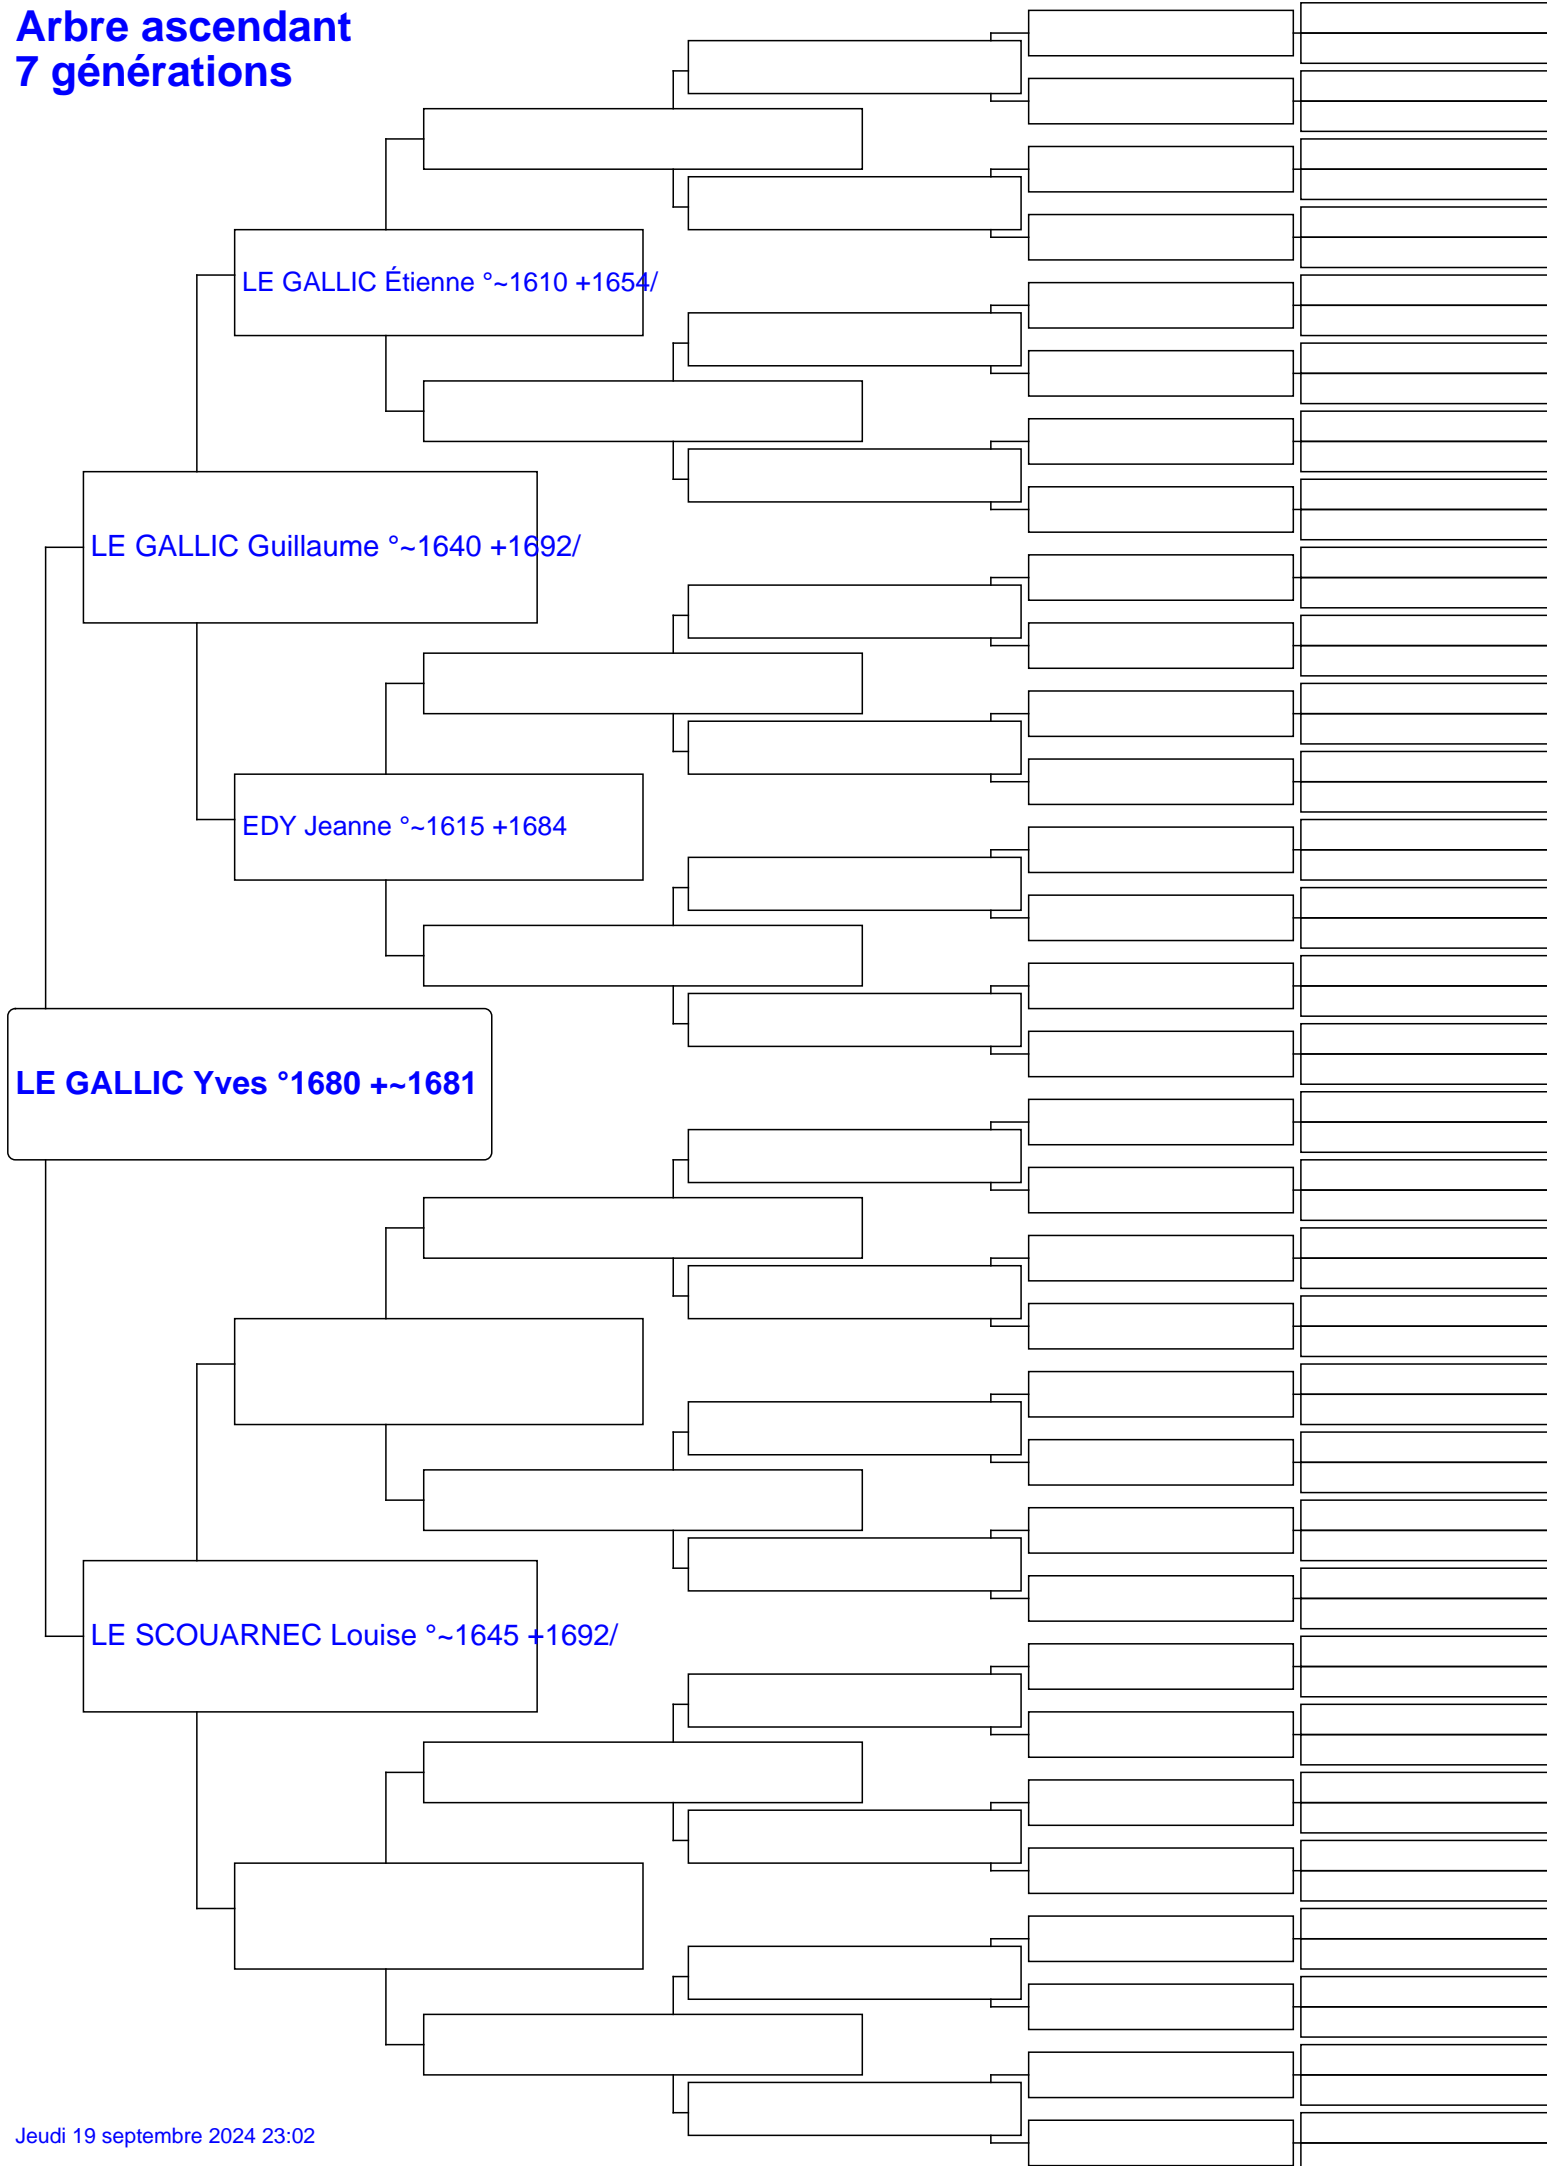 Arbre ascendant
7 générations
LE GALLIC Étienne °~1610 +1654/
LE GALLIC Guillaume °~1640 +1692/
EDY Jeanne °~1615 +1684
LE GALLIC Yves °1680 +~1681
LE SCOUARNEC Louise °~1645 +1692/
Jeudi 19 septembre 2024 23:02